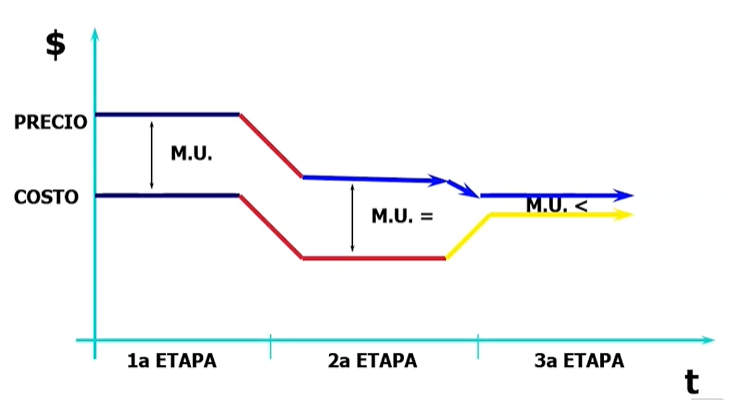 $
PRECIO
M.U.
COSTO
M.U. =
M.U. <
1a ETAPA
2a ETAPA
3a ETAPA
t